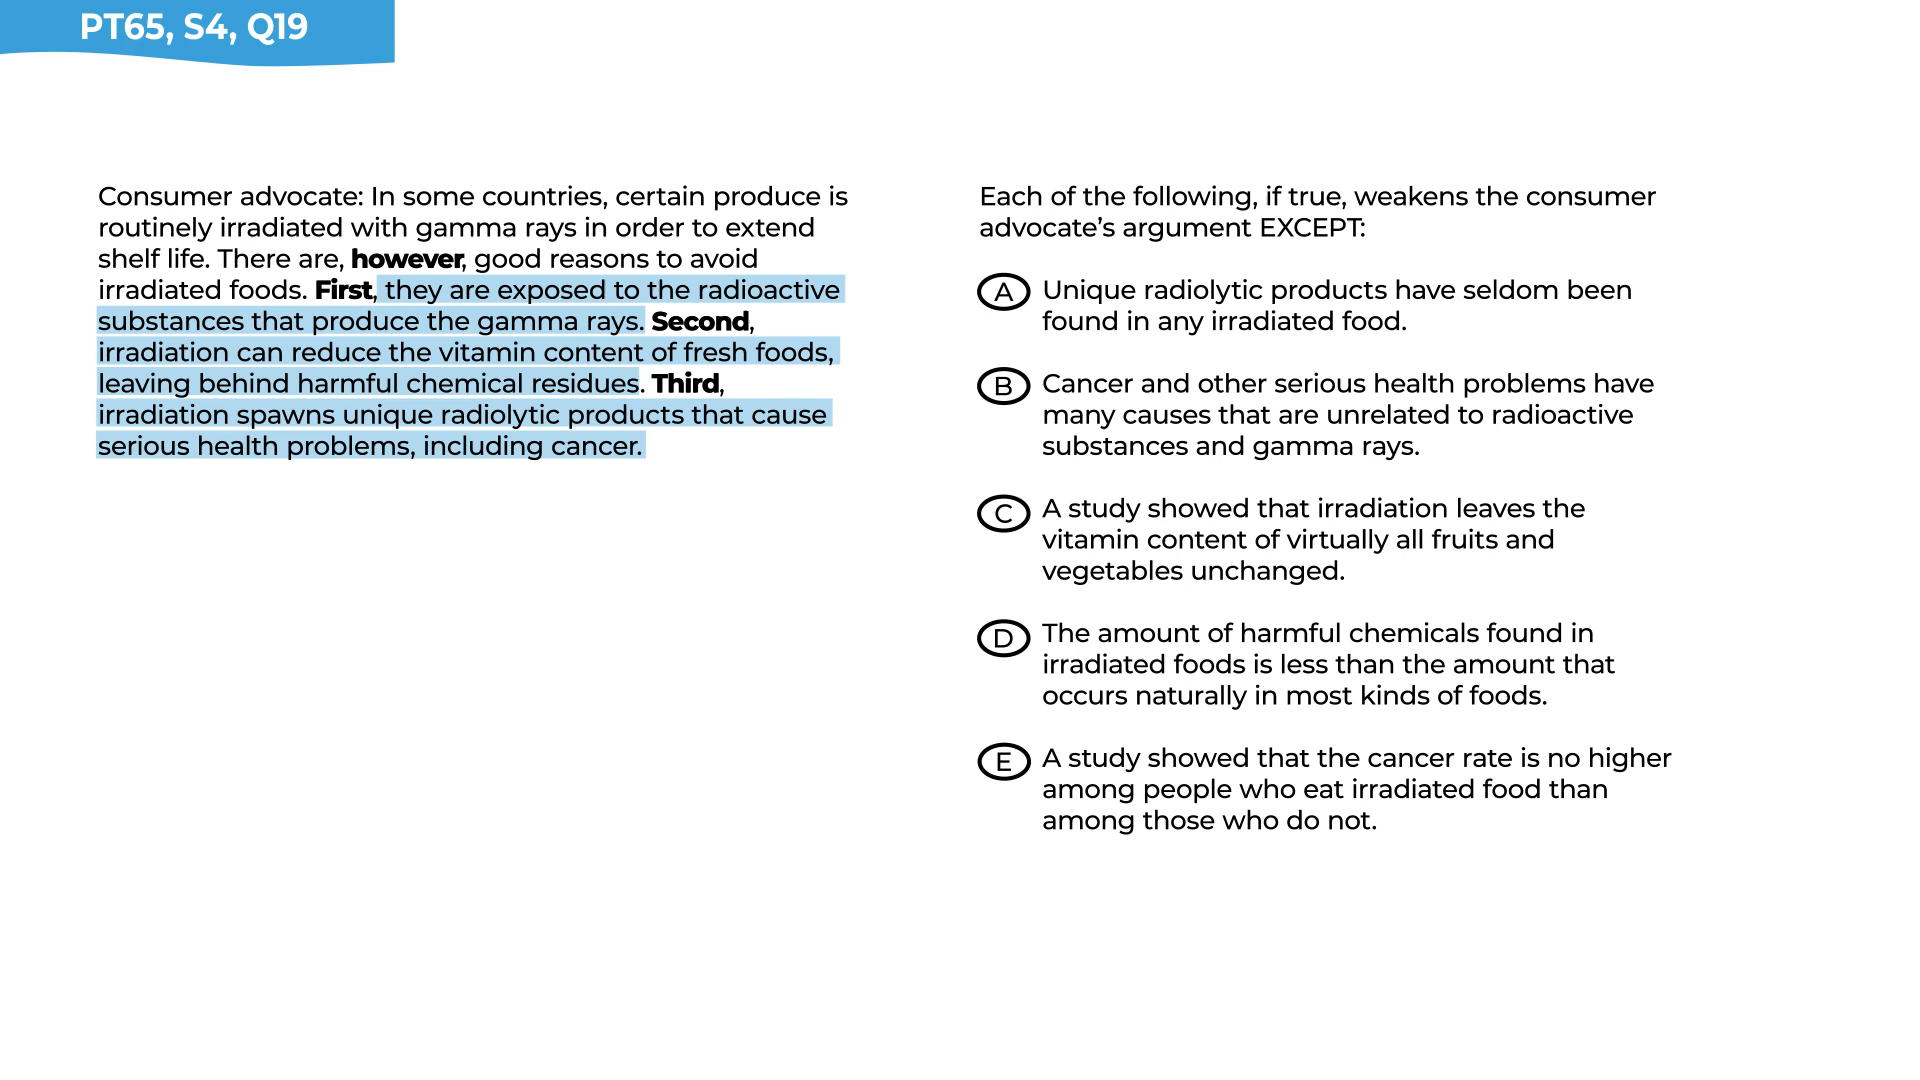 PT65, S4, Q19
Consumer advocate: In some countries, certain produce is
routinely irradiated with gamma rays in order to extend
shelf life. There are, however, good reasons to avoid
irradiated foods. First, they are exposed to the radioactive
substances that produce the gamma rays. Second,
irradiation can reduce the vitamin content of fresh foods,
leaving behind harmful chemical residues. Third,
irradiation spawns unique radiolytic products that cause
serious health problems, including cancer.
Each of the following, if true, weakens the consumer
advocate's argument EXCEPT:
A Unique radiolytic products have seldom been
found in any irradiated food.
B Cancer and other serious health problems have
many causes that are unrelated to radioactive
substances and gamma rays.
C A study showed that irradiation leaves the
vitamin content of virtually all fruits and
vegetables unchanged.
D The amount of harmful chemicals found in
irradiated foods is less than the amount that
occurs naturally in most kinds of foods.
E A study showed that the cancer rate is no higher
among people who eat irradiated food than
among those who do not.